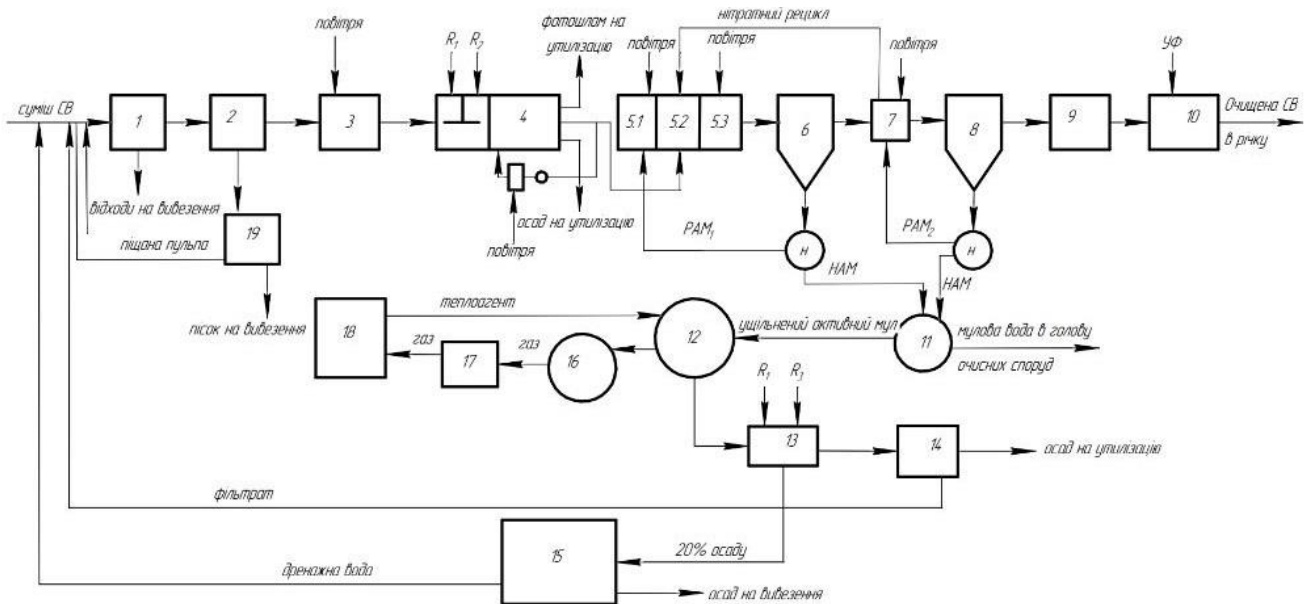 фотошлам на
утилізацію
нітратний рецикл
повітря
R₁
R₂
повітря
повітря
повітря
УФ
суміш СВ
1
2
3
4
5.1
5.2
5.3
6
7
8
9
10
Очищена СВ
в річку
відходи на вивезення
19
піщана пульпа
осад на утилізацію
повітря
РАМ₁
н
РАМ₂
н
НАМ
НАМ
пісок на вивезення
теплоагент
18
газ
17
газ
16
12
ущільнений активний мул
11
мулова вода в голову
очисних споруд
R₁
R₃
13
14
осад на утилізацію
фільтрат
15
20% осаду
дренажна вода
осад на вивезення